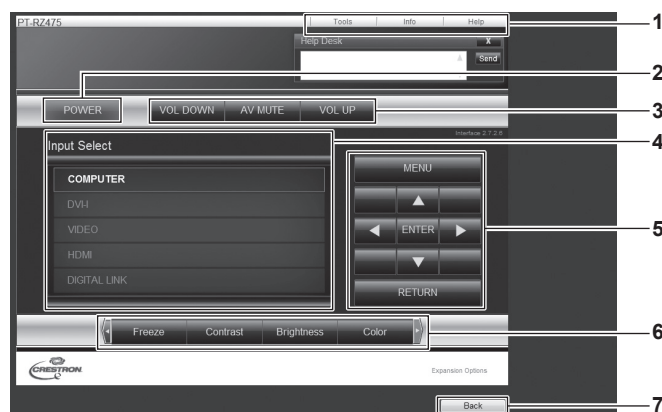 PT-RZ475
Tools Info Help
1
Help Desk X
Send
2
POWER VOL DOWN AV MUTE VOL UP
3
Interface 2.7.2.8
4
Input Select
COMPUTER
DVI-I
VIDEO
HDMI
DIGITAL LINK
MENU
ENTER
5
RETURN
Freeze Contrast Brightness Color
6
CRESTRON
Expansion Options
Back
7